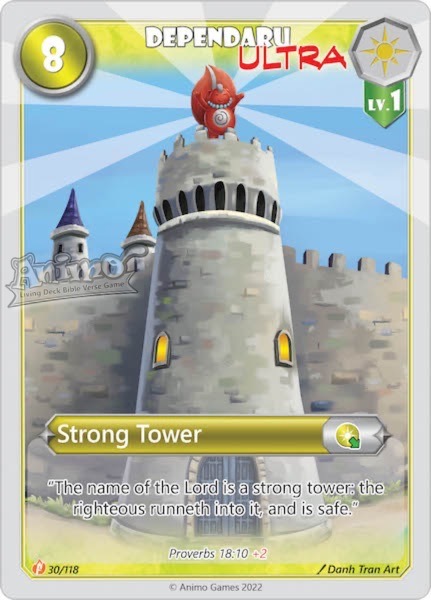 8
DEPENDARU
ULTRA
LV.1
Animo
Living Deck Bible Verse Game
Strong Tower
“The name of the Lord is a strong tower: the
righteous runneth into it, and is safe.”
Proverbs 18:10 +2
30/118
Danh Tran Art
© Animo Games 2022